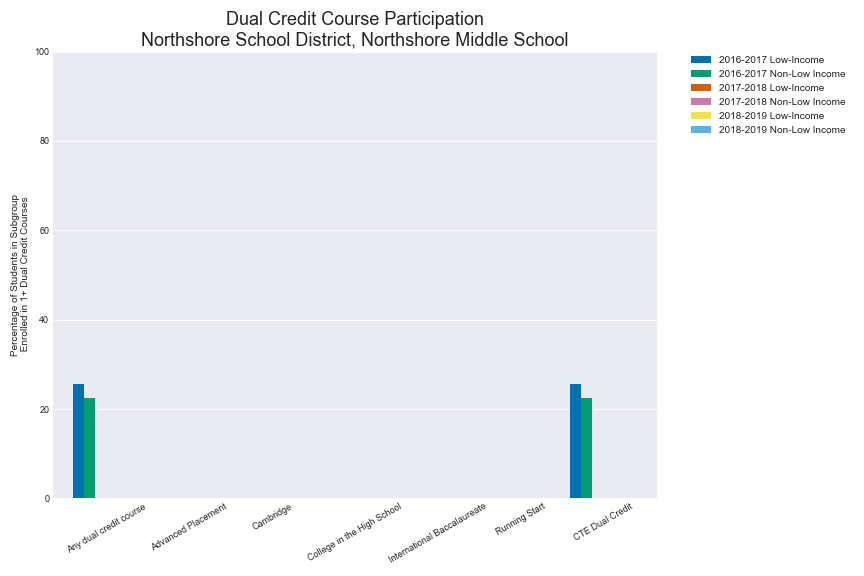 Dual Credit Course Participation
Northshore School District, Northshore Middle School
2016-2017 Low-Income
2016-2017 Non-Low Income
2017-2018 Low-Income
2017-2018 Non-Low Income
2018-2019 Low-Income
2018-2019 Non-Low Income
Percentage of Students in Subgroup
Enrolled in 1+ Dual Credit Courses
100
80
60
40
20
0
Any dual credit course
Advanced Placement
Cambridge
College in the High School
International Baccalaureate
Running Start
CTE Dual Credit